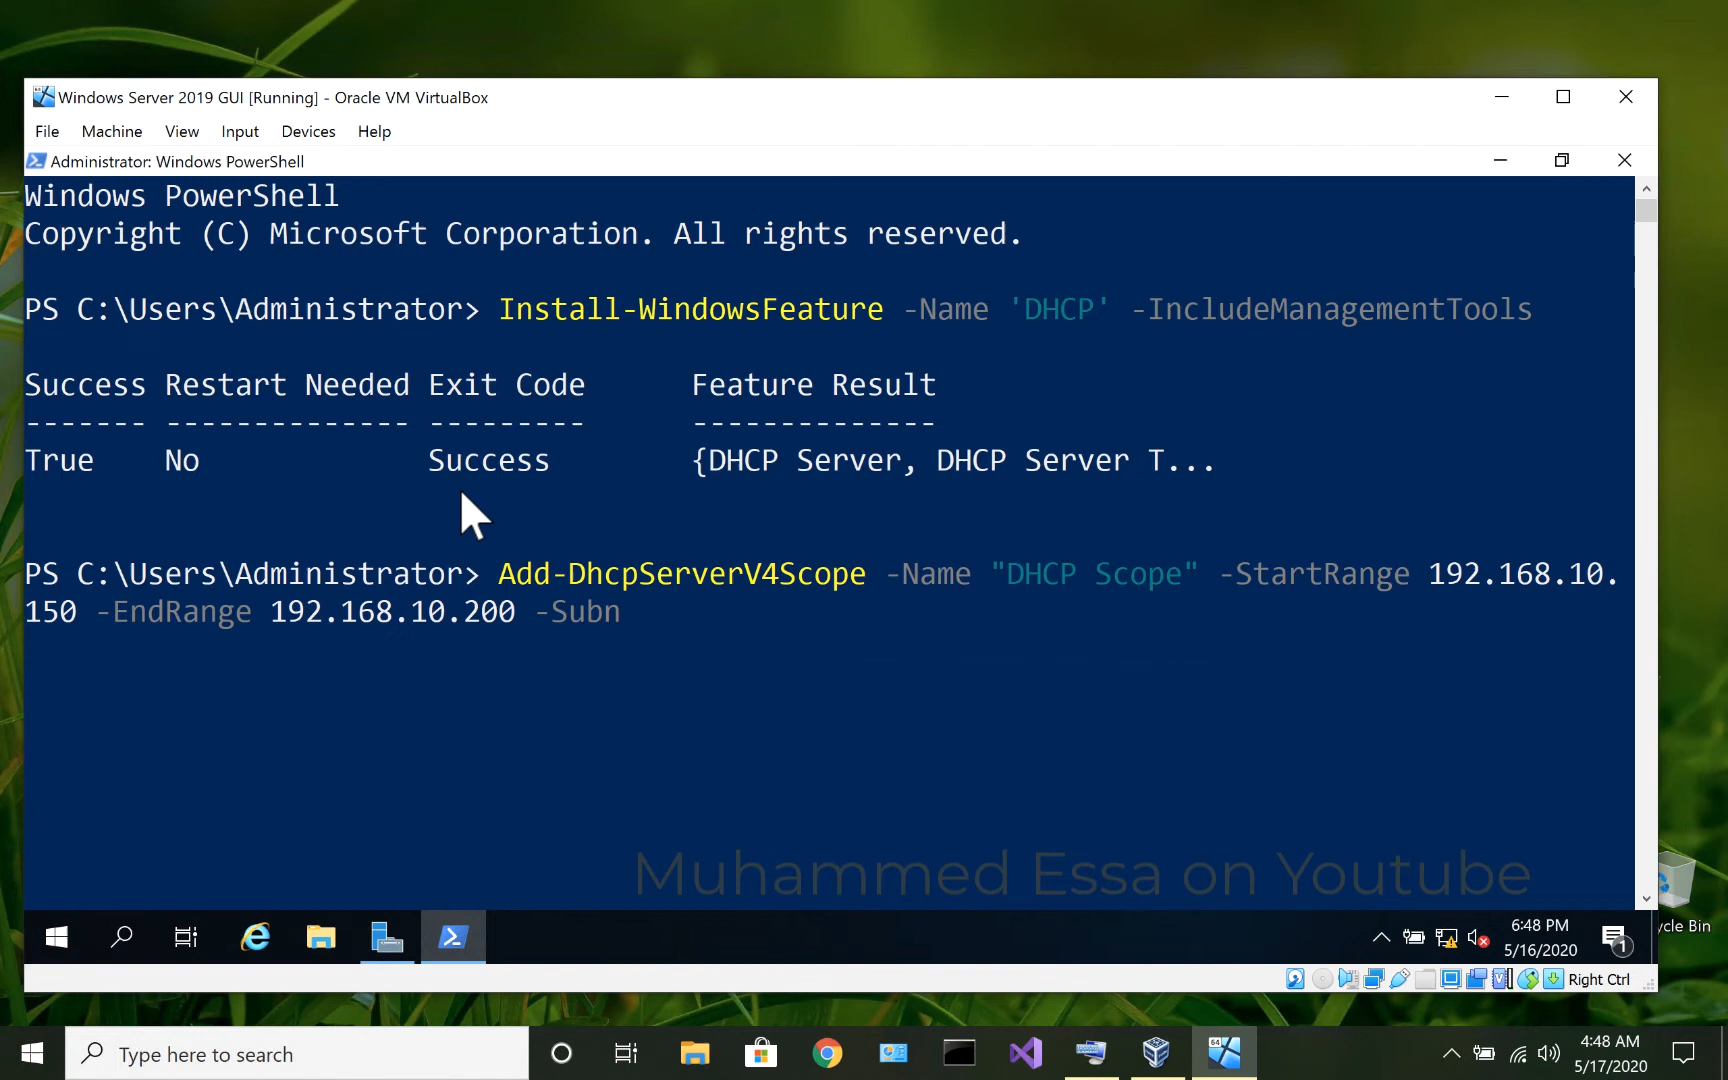 Windows Server 2019 GUI [Running] - Oracle VM VirtualBox
File Machine View Input Devices Help
Administrator: Windows PowerShell
Windows PowerShell
Copyright (C) Microsoft Corporation. All rights reserved.
PS C:\Users\Administrator> Install-WindowsFeature -Name 'DHCP' -IncludeManagementTools
Success Restart Needed Exit Code Feature Result
------- -------------- --------- --------------
True No Success {DHCP Server, DHCP Server T...
PS C:\Users\Administrator> Add-DhcpServerV4Scope -Name "DHCP Scope" -StartRange 192.168.10.
150 -EndRange 192.168.10.200 -Subn
Muhammed Essa on Youtube
6:48 PM
5/16/2020
1
ycle Bin
Right Ctrl
Type here to search
64
4:48 AM
5/17/2020